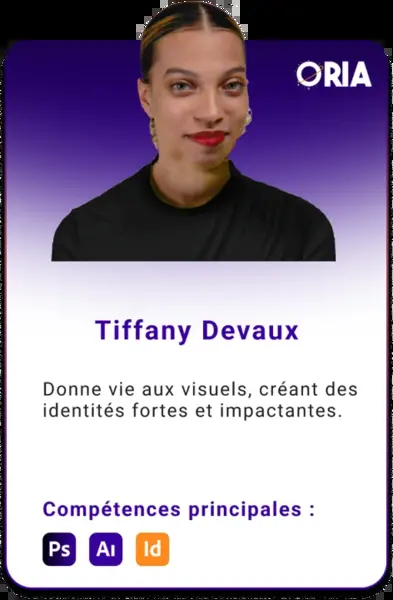 ORIA
Tiffany Devaux
Donne vie aux visuels, créant des
identités fortes et impactantes.
Compétences principales :
Ps Ai Id